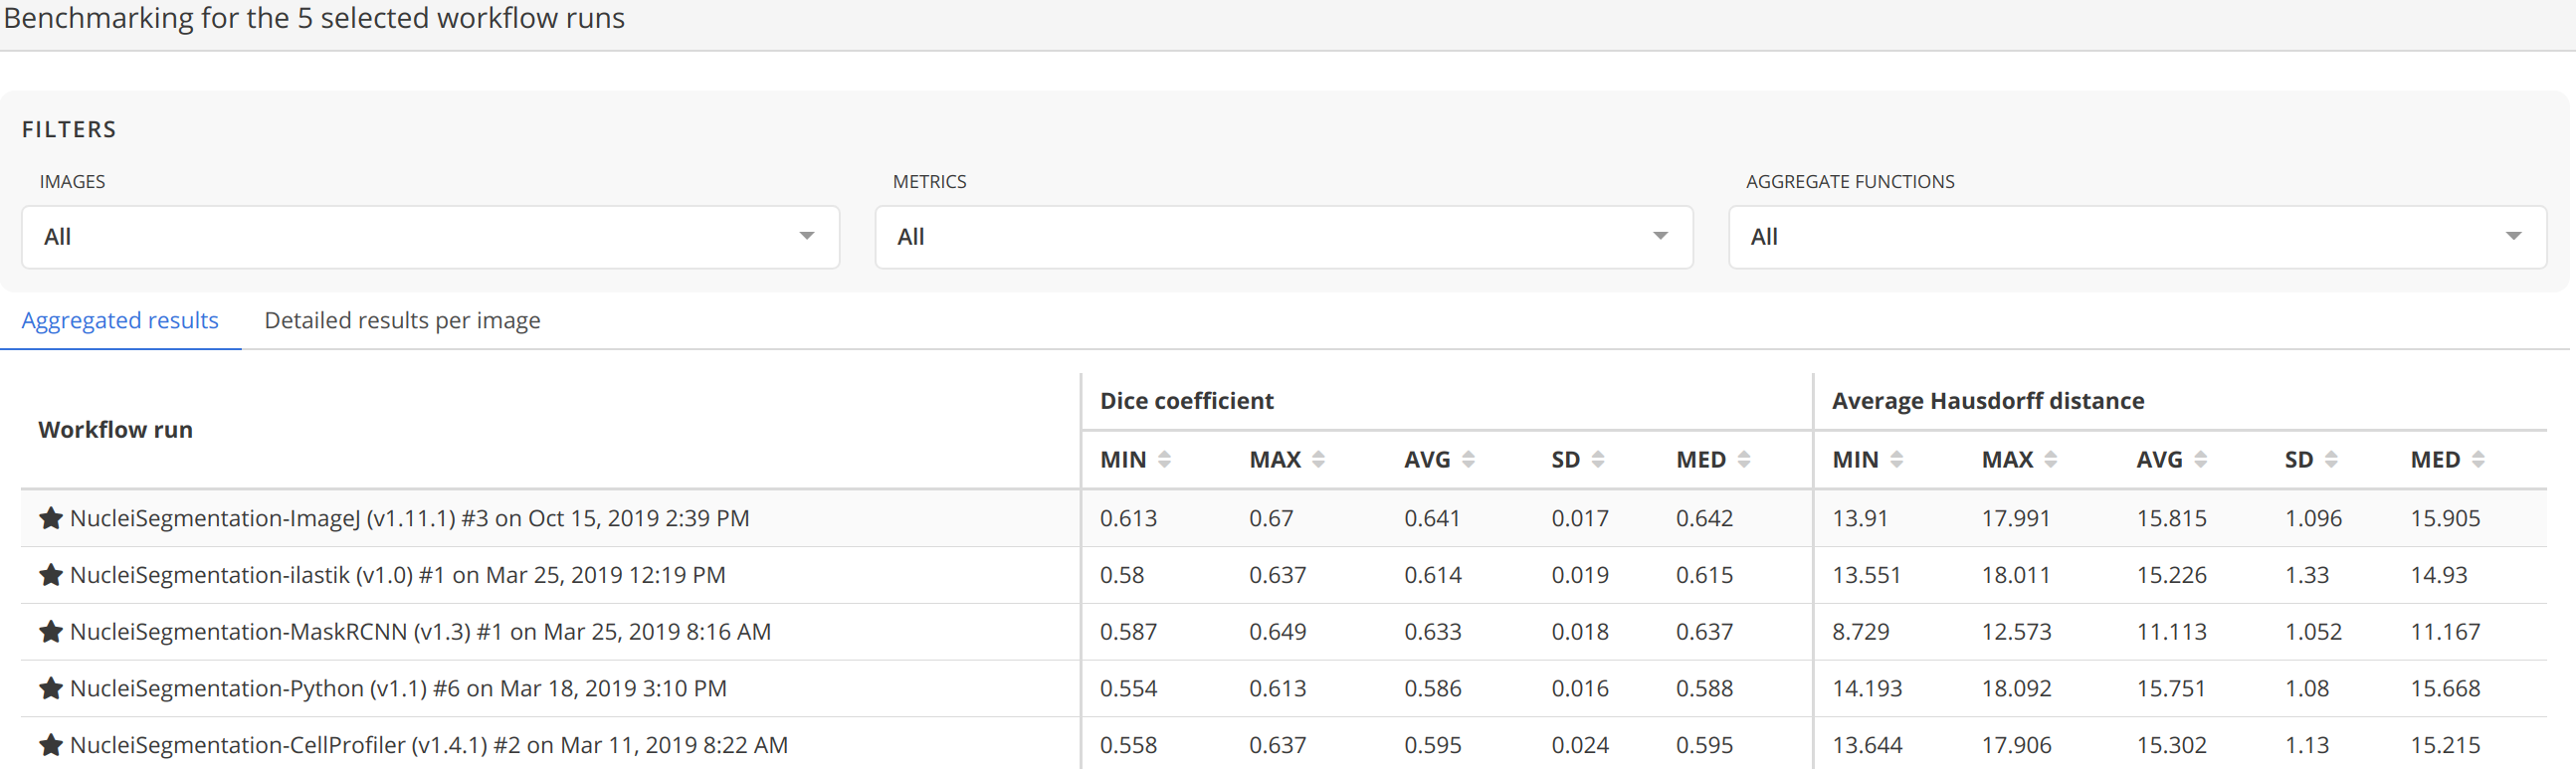 Benchmarking for the 5 selected workflow runs
FILTERS
IMAGES METRICS AGGREGATE FUNCTIONS
All All All
Aggregated results Detailed results per image
Workflow run Dice coefficient Average Hausdorff distance
MIN MAX AVG SD MED MIN MAX AVG SD MED
NucleiSegmentation-ImageJ (v1.11.1) #3 on Oct 15, 2019 2:39 PM 0.613 0.67 0.641 0.017 0.642 13.91 17.991 15.815 1.096 15.905
NucleiSegmentation-ilastik (v1.0) #1 on Mar 25, 2019 12:19 PM 0.58 0.637 0.614 0.019 0.615 13.551 18.011 15.226 1.33 14.93
NucleiSegmentation-MaskRCNN (v1.3) #1 on Mar 25, 2019 8:16 AM 0.587 0.649 0.633 0.018 0.637 8.729 12.573 11.113 1.052 11.167
NucleiSegmentation-Python (v1.1) #6 on Mar 18, 2019 3:10 PM 0.554 0.613 0.586 0.016 0.588 14.193 18.092 15.751 1.08 15.668
NucleiSegmentation-CellProfiler (v1.4.1) #2 on Mar 11, 2019 8:22 AM 0.558 0.637 0.595 0.024 0.595 13.644 17.906 15.302 1.13 15.215